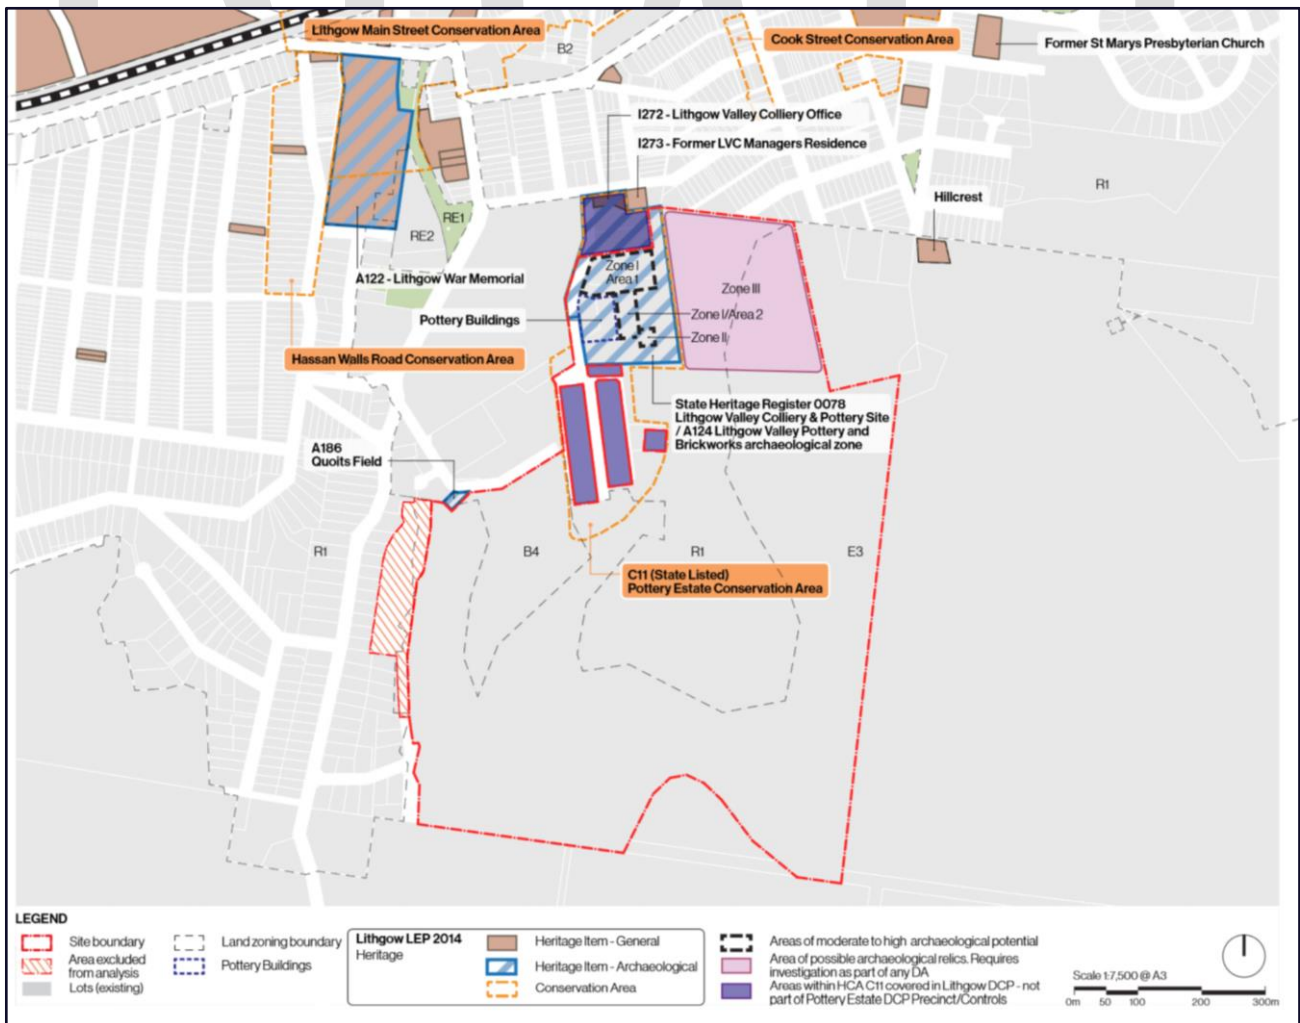 Lithgow Main Street Conservation Area
B2
Cook Street Conservation Area
Former St Marys Presbyterian Church
I272 - Lithgow Valley Colliery Office
I273 - Former LVC Managers Residence
R1
Hillcrest
RE1
RE2
A122 - Lithgow War Memorial
Zone I
Area 1
Zone III
Pottery Buildings
Zone I/Area 2
Zone II
Hassan Walls Road Conservation Area
State Heritage Register 0078
Lithgow Valley Colliery & Pottery Site
/ A124 Lithgow Valley Pottery and
Brickworks archaeological zone
A186
Quoits Field
R1
B4
R1
E3
C11 (State Listed)
Pottery Estate Conservation Area
LEGEND
Site boundary
Area excluded
from analysis
Lots (existing)
Land zoning boundary
Pottery Buildings
Lithgow LEP 2014
Heritage
Heritage Item - General
Heritage Item - Archaeological
Conservation Area
Areas of moderate to high archaeological potential
Area of possible archaeological relics. Requires
investigation as part of any DA
Areas within HCA C11 covered in Lithgow DCP - not
part of Pottery Estate DCP Precinct/Controls
Scale 1:7,500 @ A3
0m 50 100 200 300m